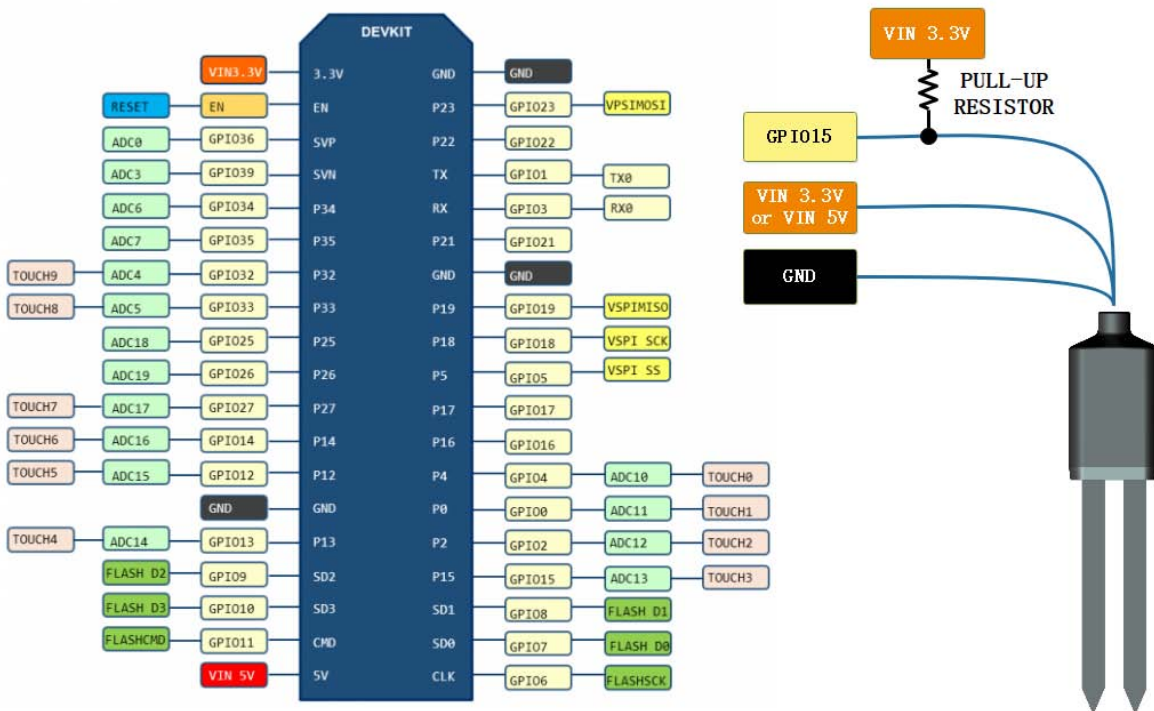 DEVKIT
VIN3.3V 3.3V GND GND
RESET EN EN P23 GPIO23 VPSIMOSI
ADC0 GPIO36 SVP P22 GPIO22
ADC3 GPIO39 SVN TX GPIO1 TX0
ADC6 GPIO34 P34 RX GPIO3 RX0
ADC7 GPIO35 P35 P21 GPIO21
TOUCH9 ADC4 GPIO32 P32 GND GND
TOUCH8 ADC5 GPIO33 P33 P19 GPIO19 VSPIMISO
ADC18 GPIO25 P25 P18 GPIO18 VSPI SCK
ADC19 GPIO26 P26 P5 GPIO5 VSPI SS
TOUCH7 ADC17 GPIO27 P27 P17 GPIO17
TOUCH6 ADC16 GPIO14 P14 P16 GPIO16
TOUCH5 ADC15 GPIO12 P12 P4 GPIO4 ADC10 TOUCH0
GND GND P0 GPIO0 ADC11 TOUCH1
TOUCH4 ADC14 GPIO13 P13 P2 GPIO2 ADC12 TOUCH2
FLASH D2 GPIO9 SD2 P15 GPIO15 ADC13 TOUCH3
FLASH D3 GPIO10 SD3 SD1 GPIO8 FLASH D1
FLASHCMD GPIO11 CMD SD0 GPIO7 FLASH D0
VIN 5V 5V CLK GPIO6 FLASHSCK
VIN 3.3V
PULL-UP
RESISTOR
GPIO15
VIN 3.3V
or VIN 5V
GND